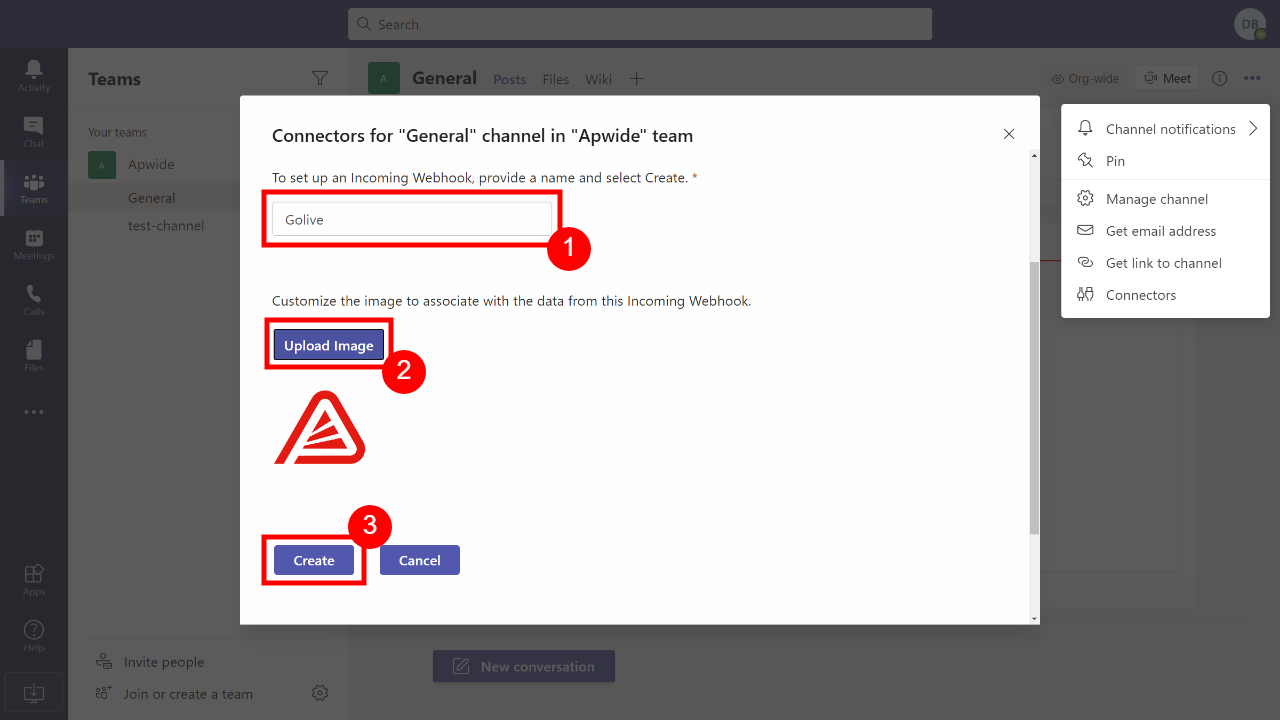 Search
DB
Activity
Chat
Teams
Meetings
Calls
Files
Apps
Help
Teams
Your teams
A
Apwide
General
test-channel
Invite people
Join or create a team
A
General
Posts
Files
Wiki
Org-wide
Meet
Connectors for "General" channel in "Apwide" team
To set up an Incoming Webhook, provide a name and select Create. *
Golive
1
Customize the image to associate with the data from this Incoming Webhook.
Upload Image
2
3
Create
Cancel
New conversation
Channel notifications
Pin
Manage channel
Get email address
Get link to channel
Connectors